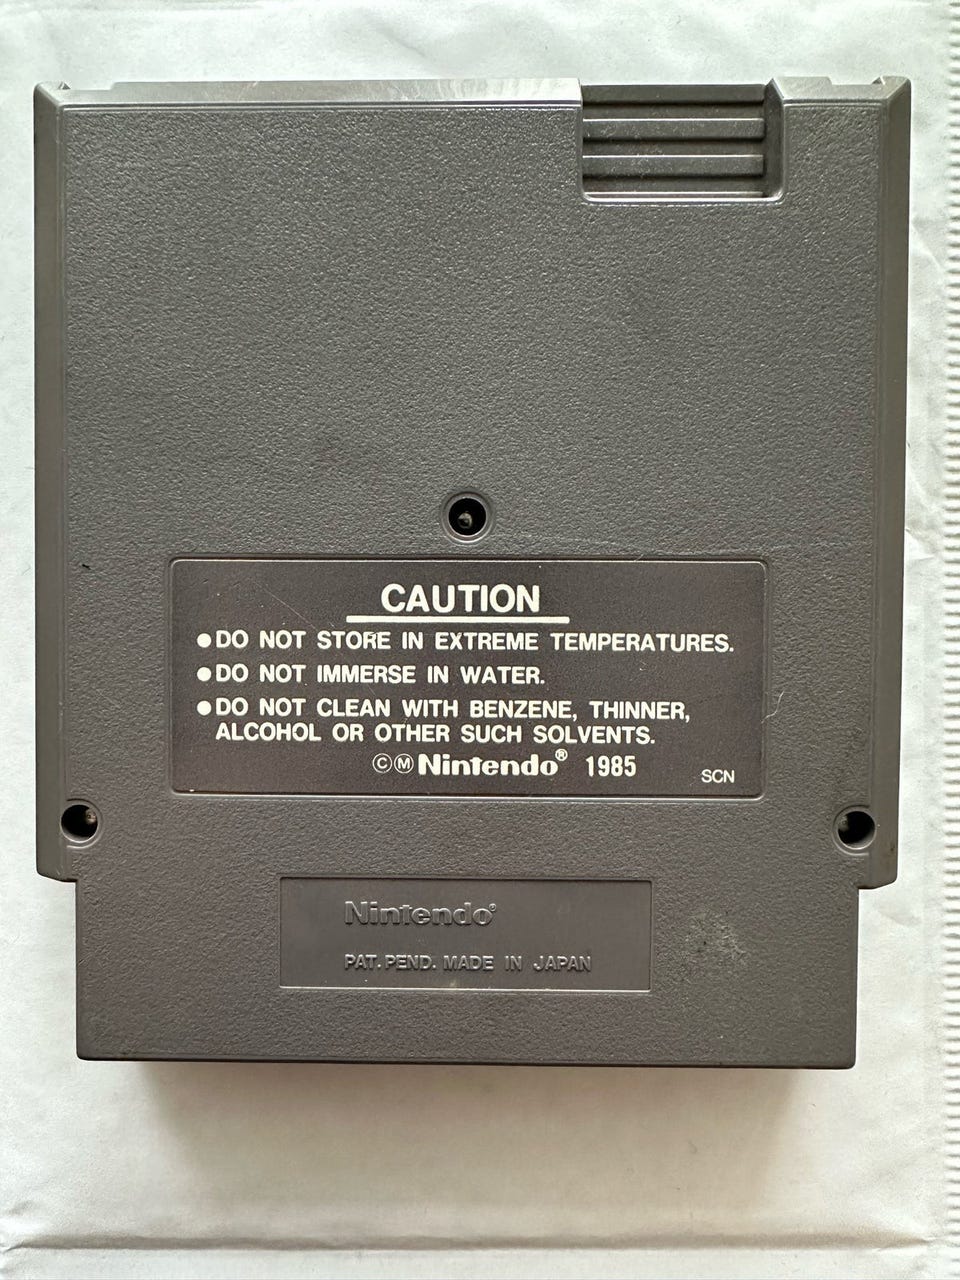 CAUTION
●DO NOT STORE IN EXTREME TEMPERATURES.
●DO NOT IMMERSE IN WATER.
●DO NOT CLEAN WITH BENZENE, THINNER,
ALCOHOL OR OTHER SUCH SOLVENTS.
©Ⓜ Nintendo® 1985
SCN
Nintendo®
PAT. PEND. MADE IN JAPAN